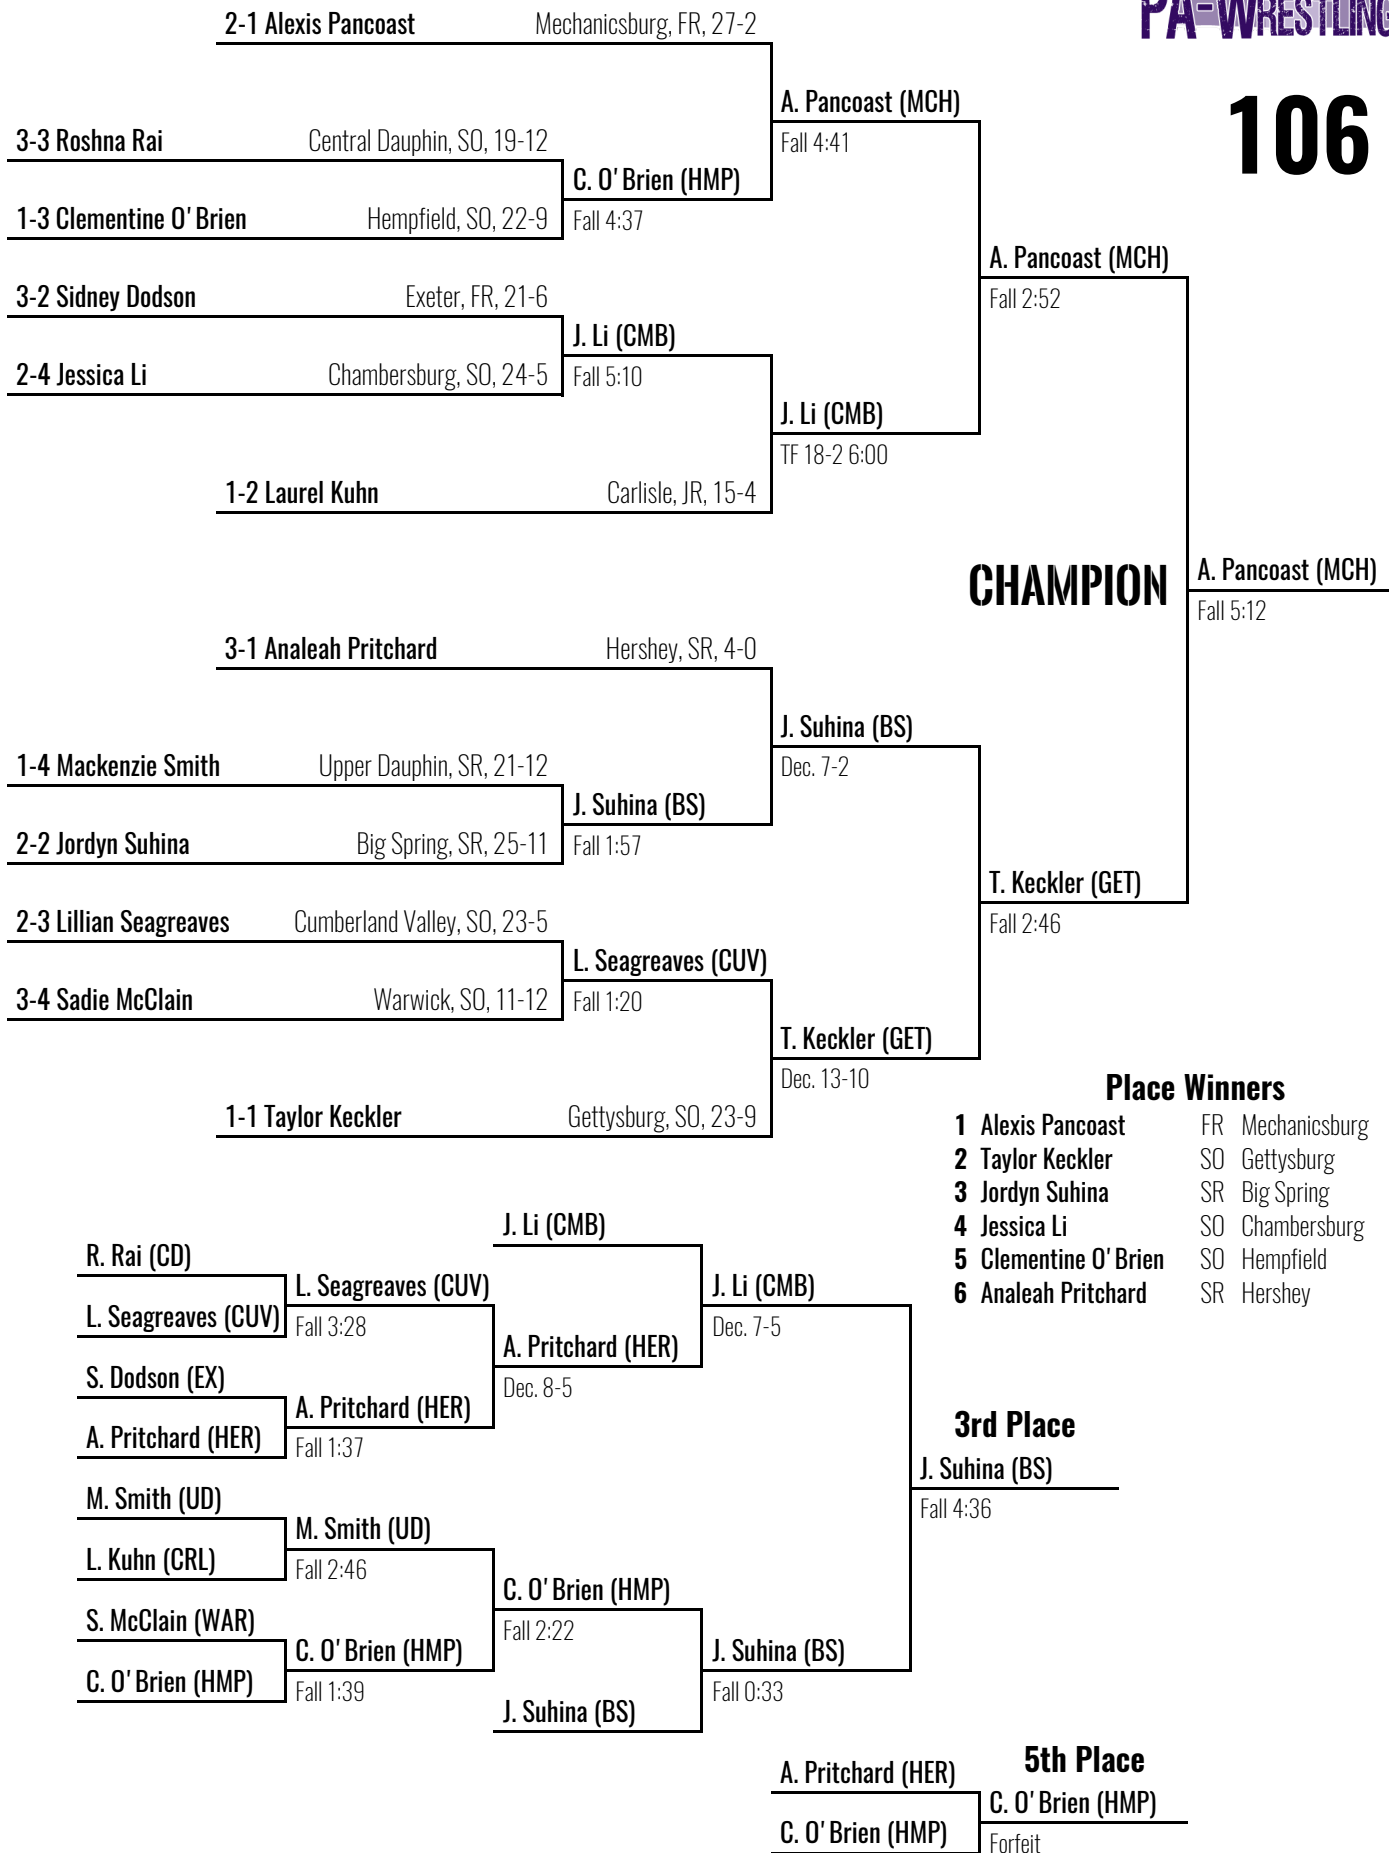 PA-WRESTLING
106
2-1 Alexis Pancoast Mechanicsburg, FR, 27-2
A. Pancoast (MCH)
Fall 4:41
3-3 Roshna Rai Central Dauphin, SO, 19-12
C. O'Brien (HMP)
Fall 4:37
1-3 Clementine O'Brien Hempfield, SO, 22-9
A. Pancoast (MCH)
Fall 2:52
3-2 Sidney Dodson Exeter, FR, 21-6
J. Li (CMB)
Fall 5:10
2-4 Jessica Li Chambersburg, SO, 24-5
J. Li (CMB)
TF 18-2 6:00
1-2 Laurel Kuhn Carlisle, JR, 15-4
CHAMPION
A. Pancoast (MCH)
Fall 5:12
3-1 Analeah Pritchard Hershey, SR, 4-0
J. Suhina (BS)
Dec. 7-2
1-4 Mackenzie Smith Upper Dauphin, SR, 21-12
J. Suhina (BS)
Fall 1:57
2-2 Jordyn Suhina Big Spring, SR, 25-11
T. Keckler (GET)
Fall 2:46
2-3 Lillian Seagreaves Cumberland Valley, SO, 23-5
L. Seagreaves (CUV)
Fall 1:20
3-4 Sadie McClain Warwick, SO, 11-12
T. Keckler (GET)
Dec. 13-10
1-1 Taylor Keckler Gettysburg, SO, 23-9
Place Winners
1 Alexis Pancoast FR Mechanicsburg
2 Taylor Keckler SO Gettysburg
3 Jordyn Suhina SR Big Spring
4 Jessica Li SO Chambersburg
5 Clementine O'Brien SO Hempfield
6 Analeah Pritchard SR Hershey
J. Li (CMB)
R. Rai (CD)
L. Seagreaves (CUV)
J. Li (CMB)
L. Seagreaves (CUV)
Fall 3:28
Dec. 7-5
A. Pritchard (HER)
Dec. 8-5
S. Dodson (EX)
A. Pritchard (HER)
A. Pritchard (HER)
Fall 1:37
3rd Place
J. Suhina (BS)
Fall 4:36
M. Smith (UD)
M. Smith (UD)
L. Kuhn (CRL)
Fall 2:46
C. O'Brien (HMP)
Fall 2:22
S. McClain (WAR)
C. O'Brien (HMP)
J. Suhina (BS)
C. O'Brien (HMP)
Fall 1:39
Fall 0:33
J. Suhina (BS)
5th Place
A. Pritchard (HER)
C. O'Brien (HMP)
C. O'Brien (HMP)
Forfeit